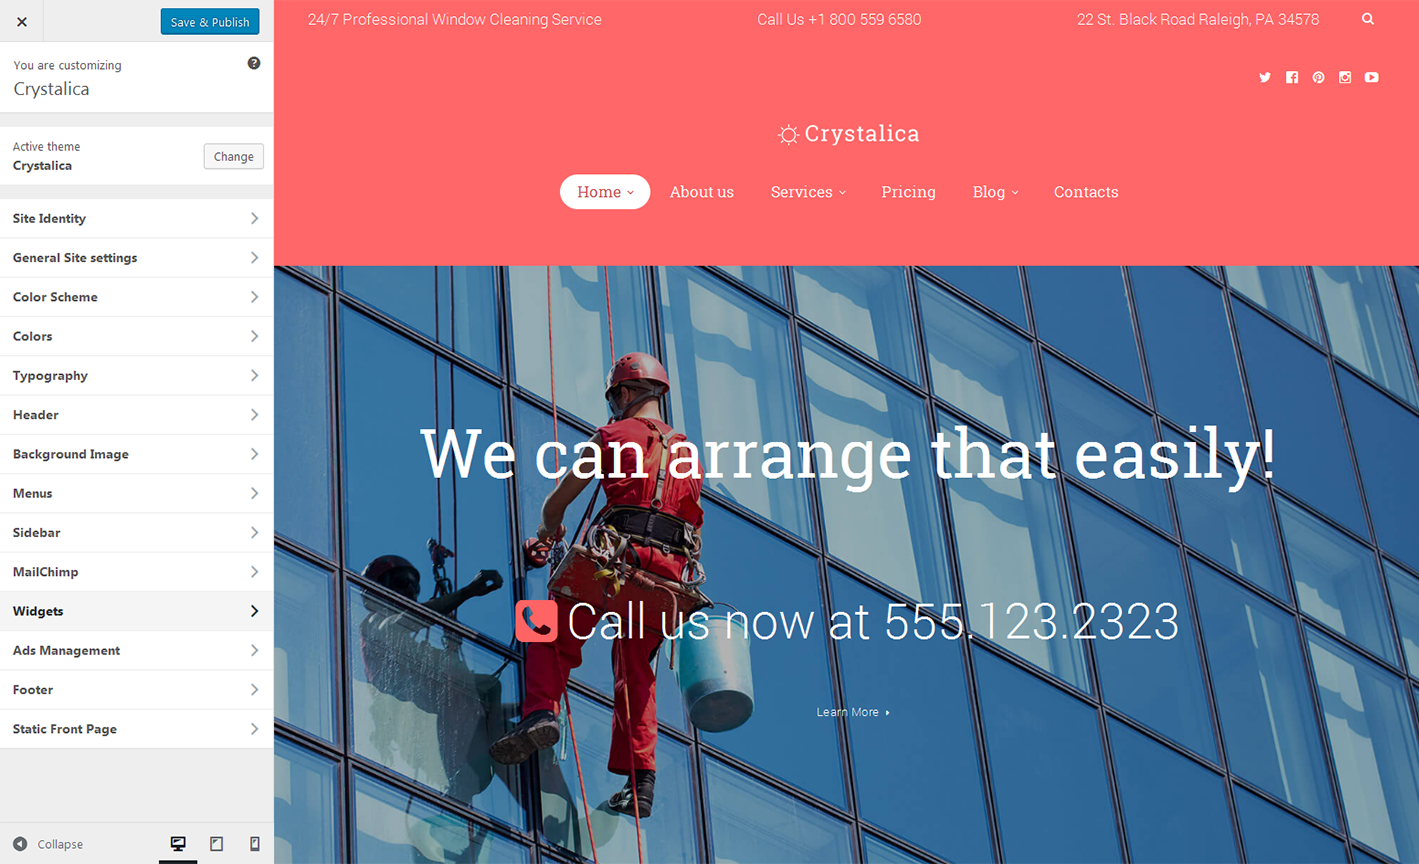 Save & Publish
You are customizing
Crystalica
Active theme
Crystalica
Change
Site Identity
General Site settings
Color Scheme
Colors
Typography
Header
Background Image
Menus
Sidebar
MailChimp
Widgets
Ads Management
Footer
Static Front Page
Collapse
24/7 Professional Window Cleaning Service
Call Us +1 800 559 6580
22 St. Black Road Raleigh, PA 34578
Crystalica
Home About us Services Pricing Blog Contacts
We can arrange that easily!
Call us now at 555.123.2323
Learn More